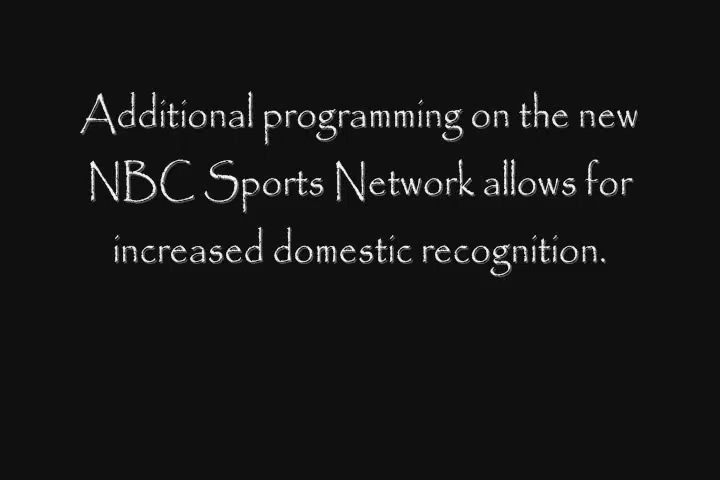 Additional programming on the new
NBC Sports Network allows for
increased domestic recognition.